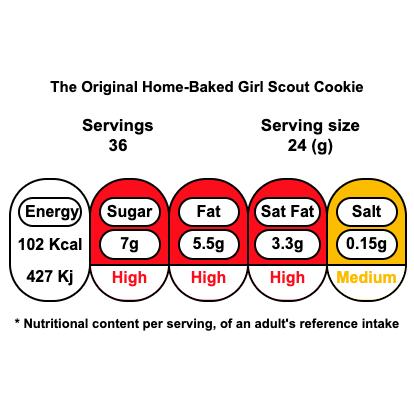 The Original Home-Baked Girl Scout Cookie
Servings Serving size
36 24 (g)
Energy Sugar Fat Sat Fat Salt
102 Kcal 7g 5.5g 3.3g 0.15g
427 Kj High High High Medium
* Nutritional content per serving, of an adult's reference intake